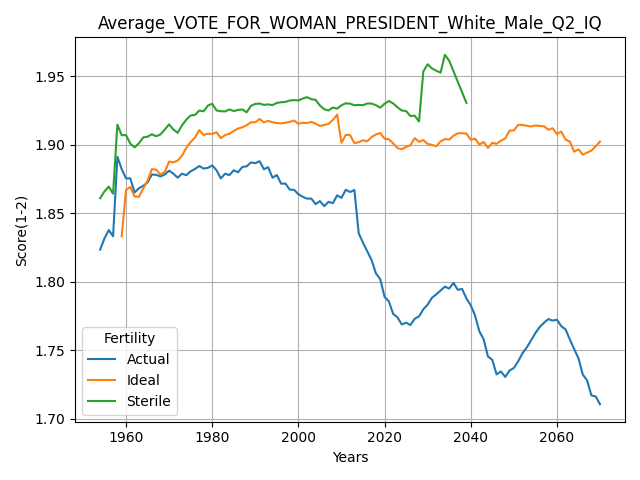 Average_VOTE_FOR_WOMAN_PRESIDENT_White_Male_Q2_IQ
Score(1-2)
1.95
1.90
1.85
1.80
1.75
1.70
Fertility
Actual
Ideal
Sterile
1960
1980
2000
2020
2040
2060
Years